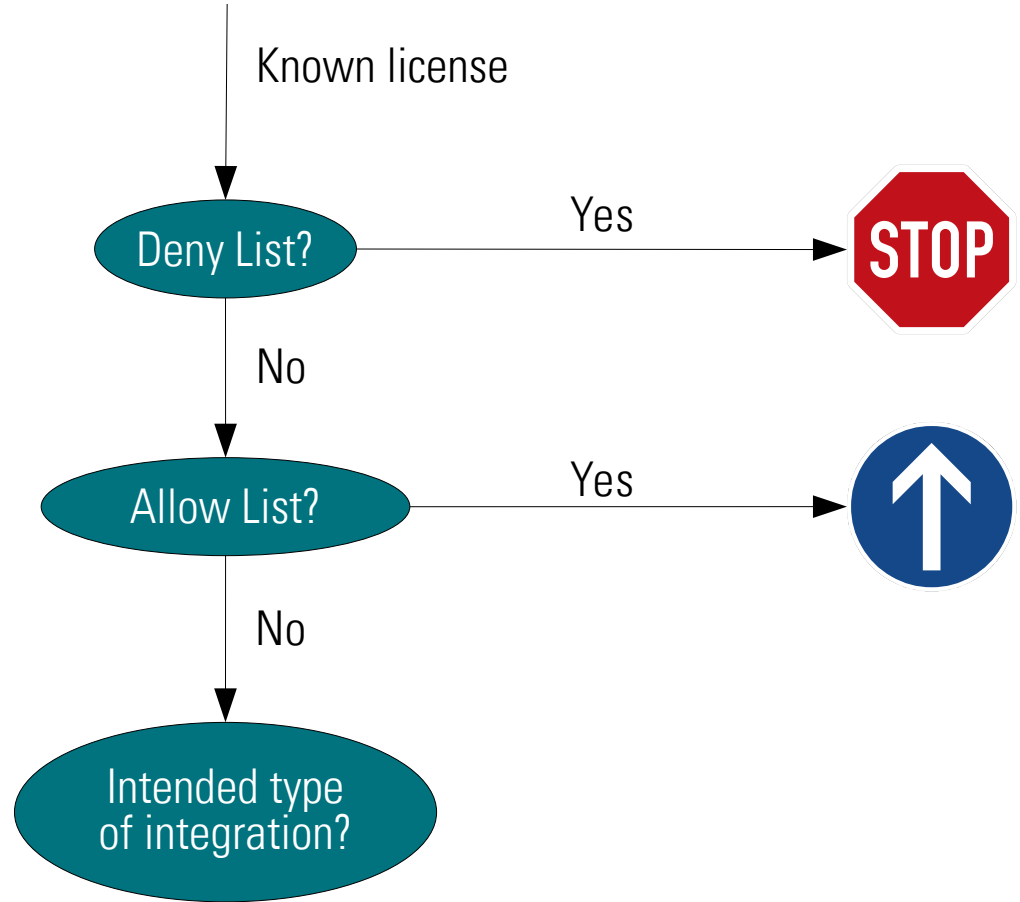 Known license
Deny List?
Yes
STOP
No
Allow List?
Yes
No
Intended type
of integration?